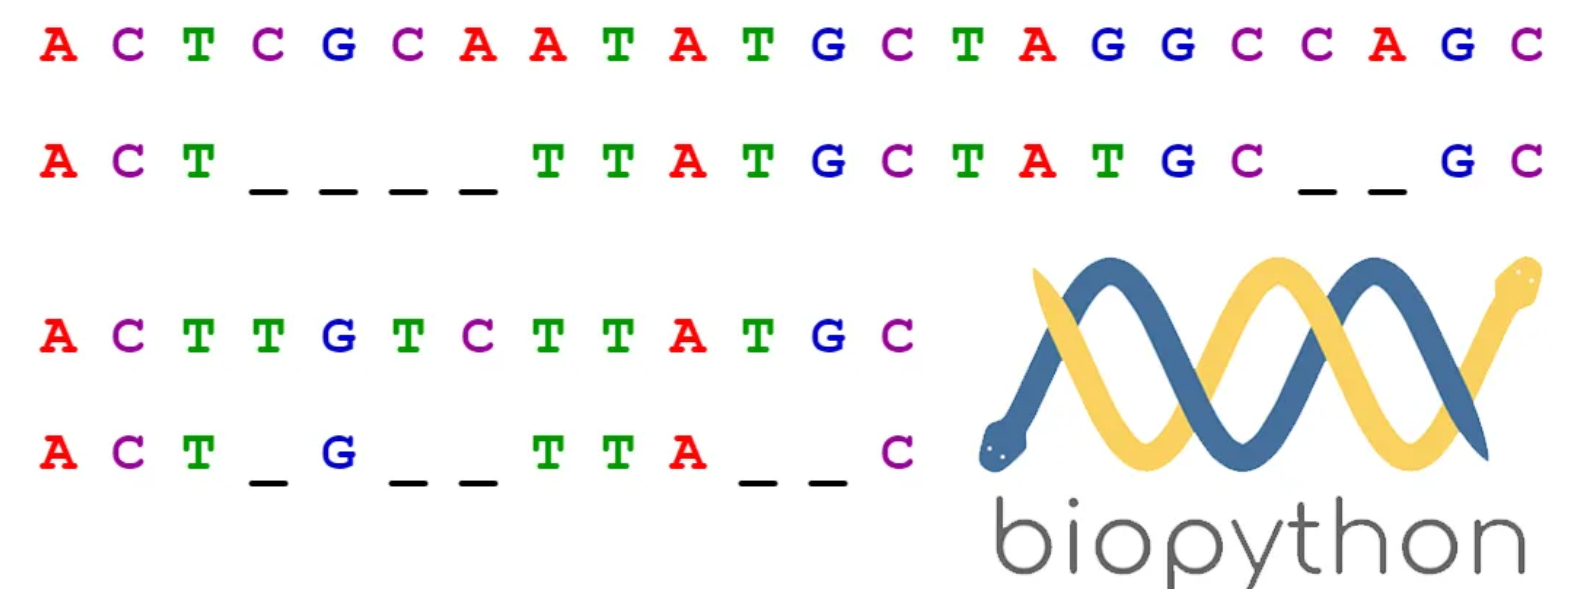 A C T C G C A A T A T G C T A G G C C A G C
A C T _ _ _ _ T T A T G C T A T G C _ _ G C
A C T T G T C T T A T G C
A C T _ G _ _ T T A _ _ C
biopython